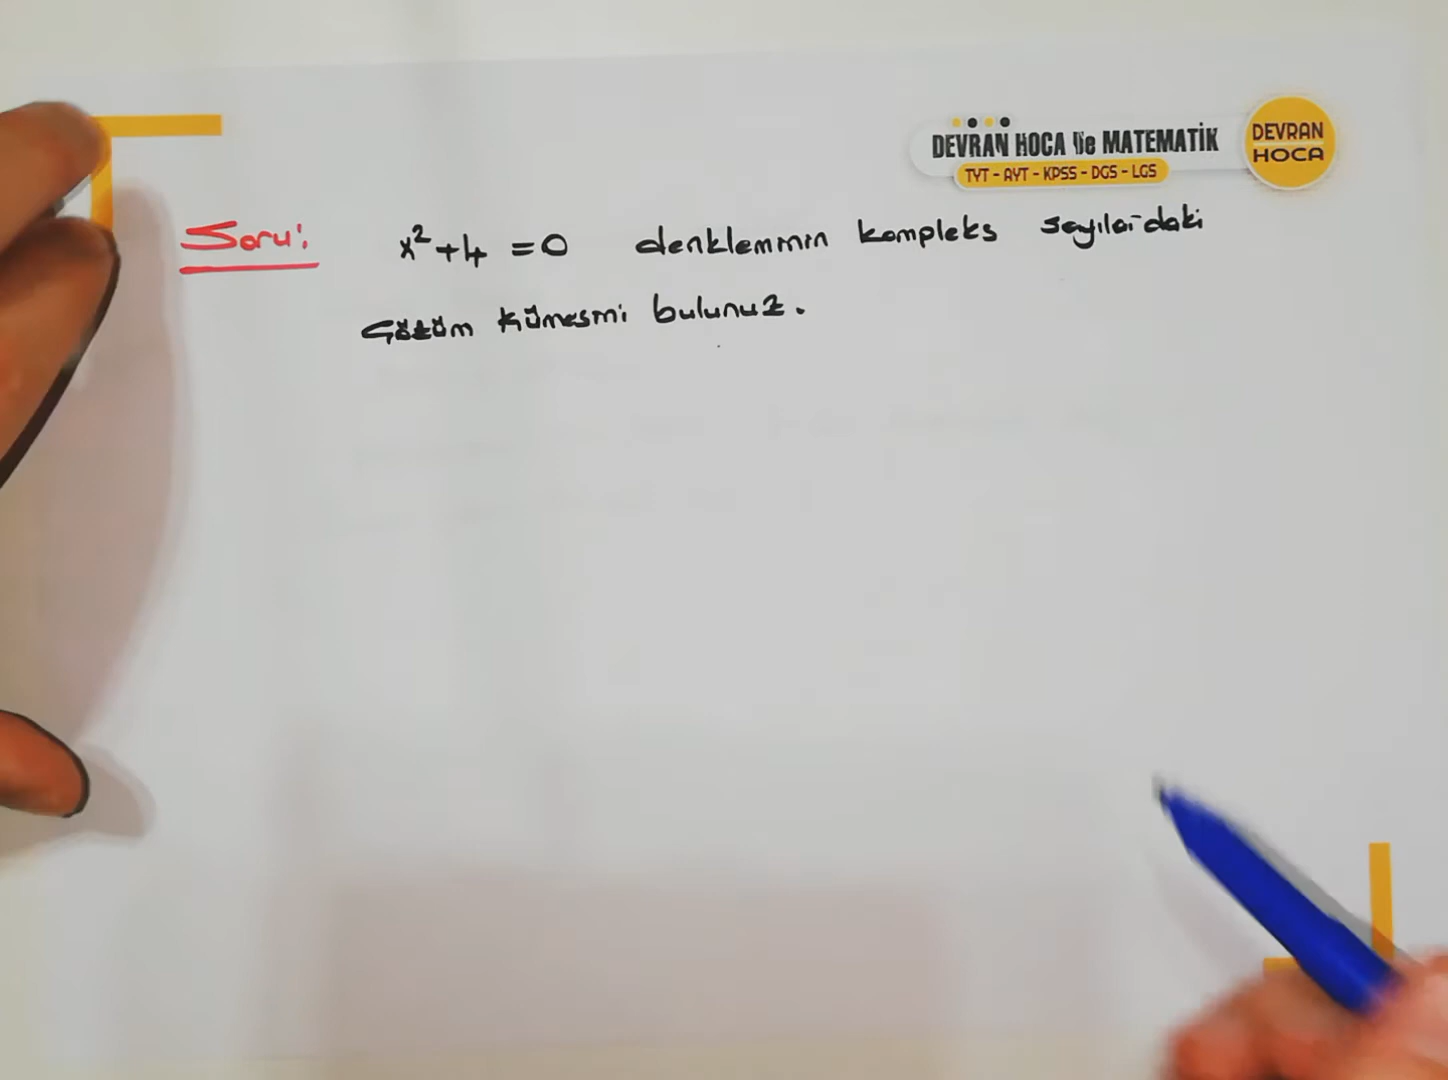 DEVRAN HOCA ile MATEMATİK
TYT - AYT - KPSS - DGS - LGS
DEVRAN
HOCA
Soru: x²+4 =0 denkleminin kompleks sayılardaki
Çözüm kümesini bulunuz.